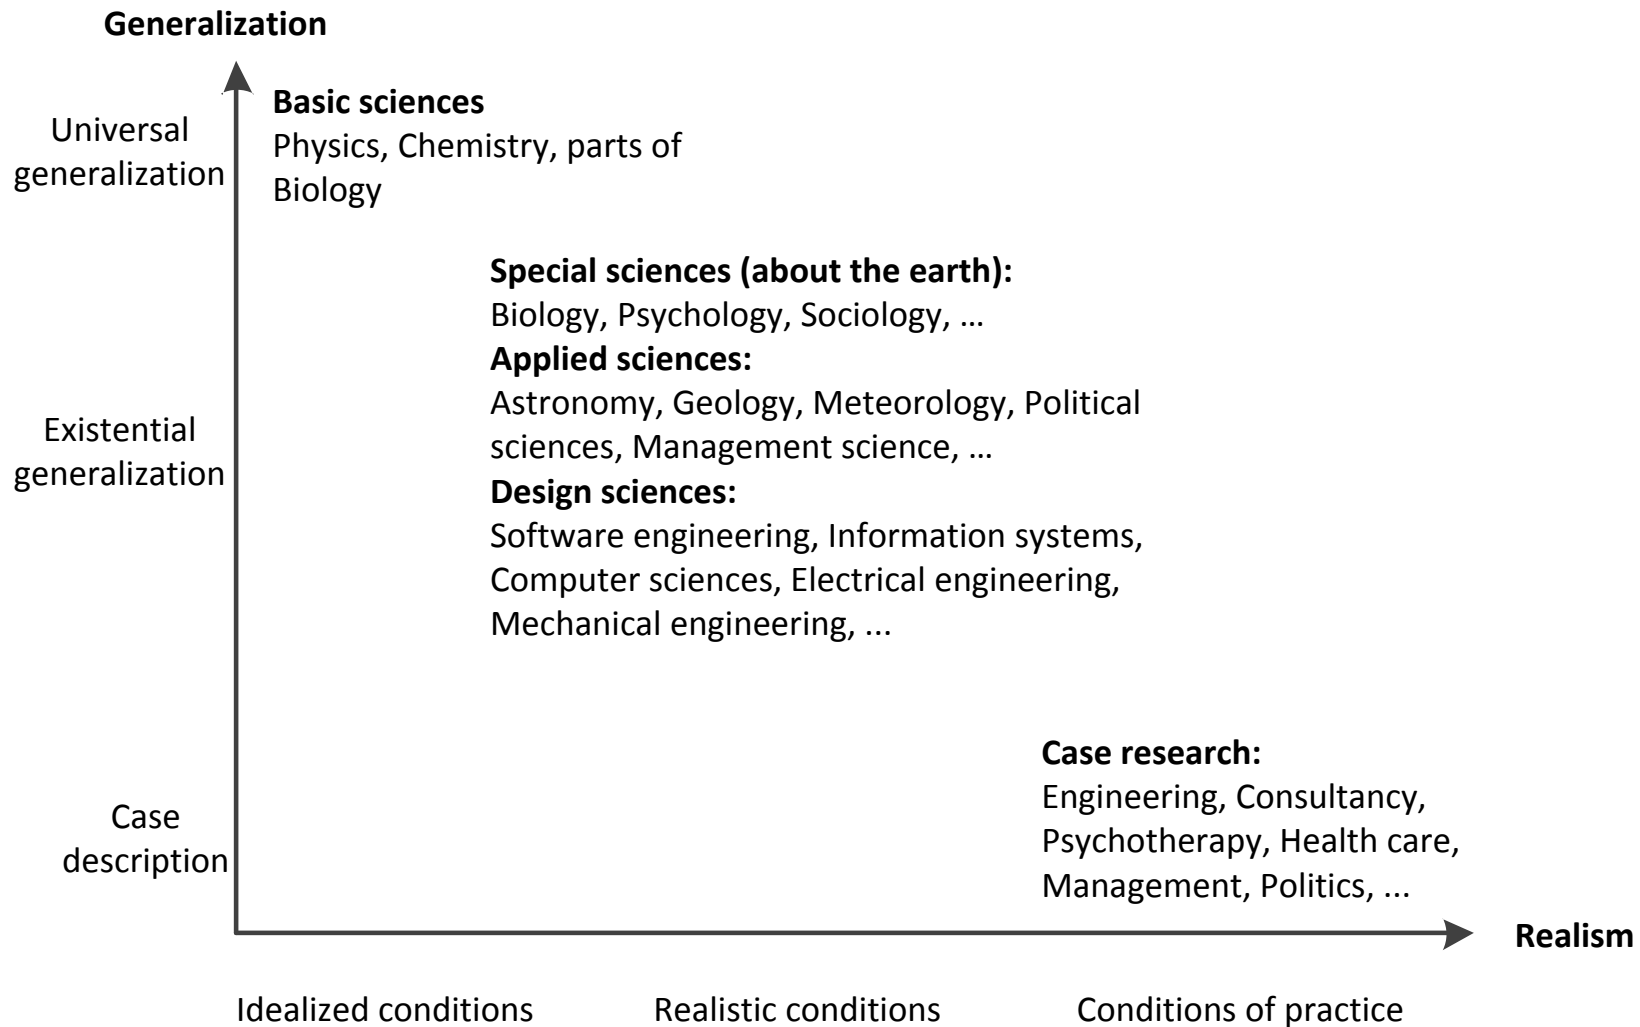 Generalization
Universal
generalization
Basic sciences
Physics, Chemistry, parts of
Biology
Special sciences (about the earth):
Biology, Psychology, Sociology, …
Applied sciences:
Astronomy, Geology, Meteorology, Political
sciences, Management science, …
Design sciences:
Software engineering, Information systems,
Computer sciences, Electrical engineering,
Mechanical engineering, ...
Existential
generalization
Case research:
Engineering, Consultancy,
Psychotherapy, Health care,
Management, Politics, ...
Case
description
Realism
Idealized conditions
Realistic conditions
Conditions of practice